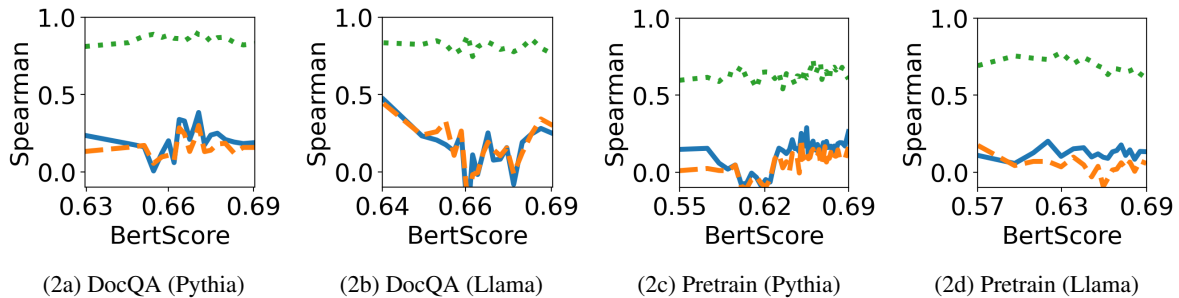 1.0 1.0 1.0 1.0
Spearman Spearman Spearman Spearman
0.5 0.5 0.5 0.5
0.0 0.0 0.0 0.0
0.63 0.66 0.69 0.64 0.66 0.69 0.55 0.62 0.69 0.57 0.63 0.69
BertScore BertScore BertScore BertScore
(2a) DocQA (Pythia) (2b) DocQA (Llama) (2c) Pretrain (Pythia) (2d) Pretrain (Llama)